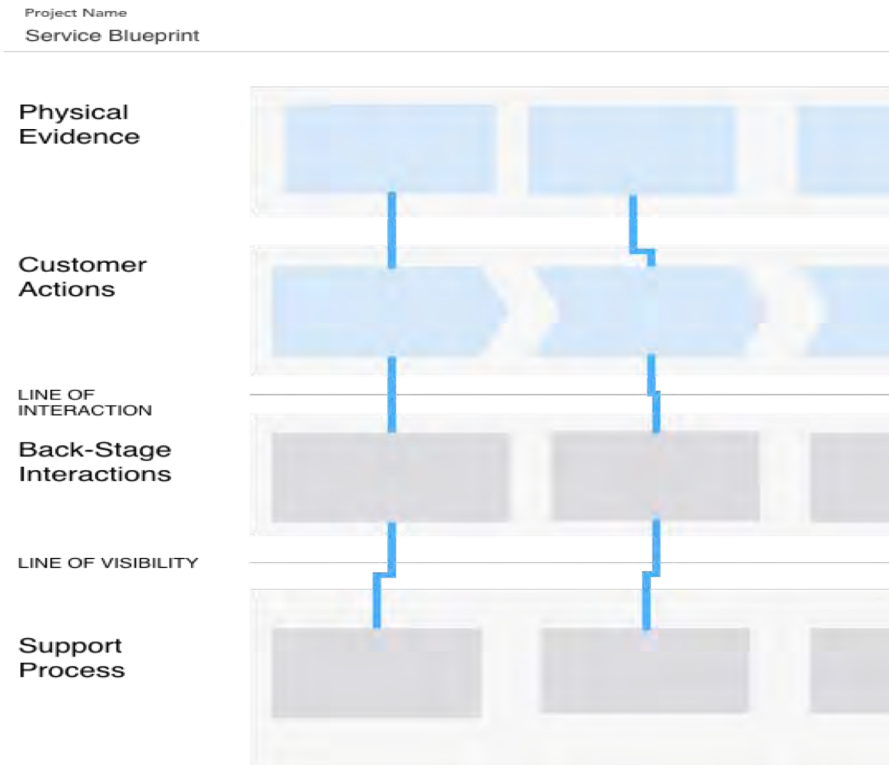 Project Name
Service Blueprint
Physical
Evidence
Customer
Actions
LINE OF
INTERACTION
Back-Stage
Interactions
LINE OF VISIBILITY
Support
Process